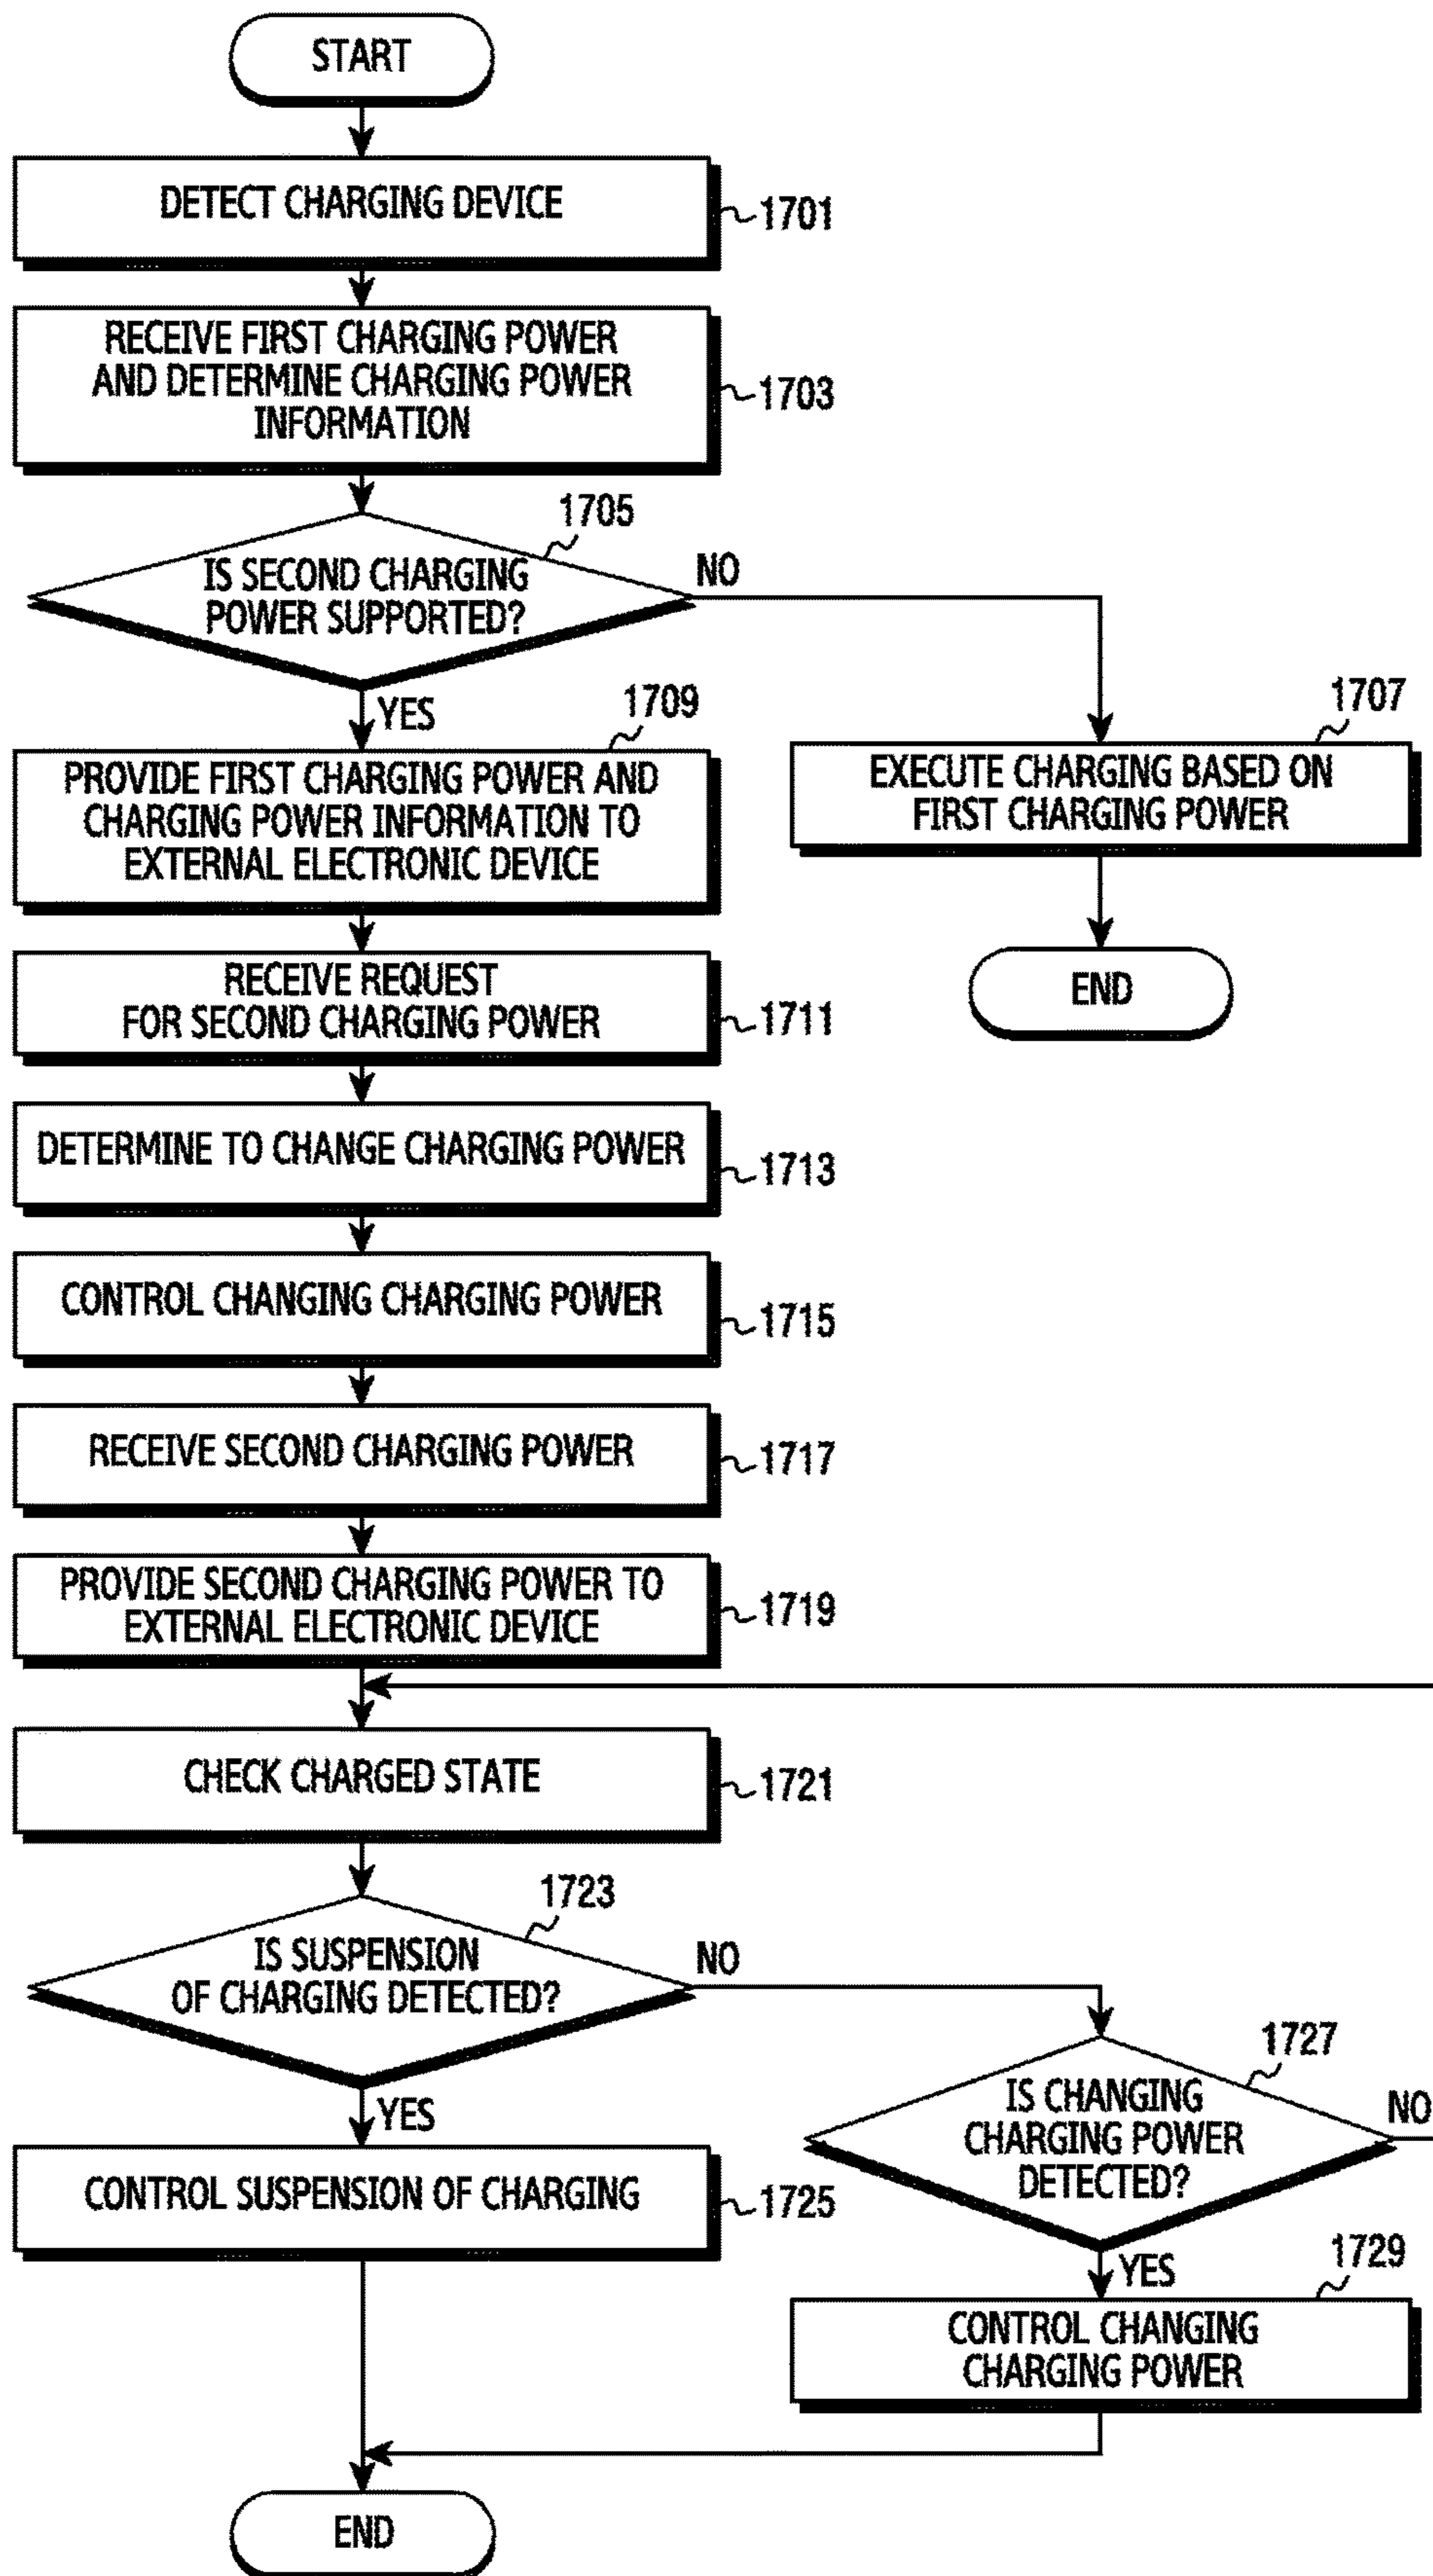 START
DETECT CHARGING DEVICE
1701
RECEIVE FIRST CHARGING POWER
AND DETERMINE CHARGING POWER
INFORMATION
1703
1705
IS SECOND CHARGING
POWER SUPPORTED?
NO
YES
1709
PROVIDE FIRST CHARGING POWER AND
CHARGING POWER INFORMATION TO
EXTERNAL ELECTRONIC DEVICE
1707
EXECUTE CHARGING BASED ON
FIRST CHARGING POWER
END
RECEIVE REQUEST
FOR SECOND CHARGING POWER
1711
DETERMINE TO CHANGE CHARGING POWER
1713
CONTROL CHANGING CHARGING POWER
1715
RECEIVE SECOND CHARGING POWER
1717
PROVIDE SECOND CHARGING POWER TO
EXTERNAL ELECTRONIC DEVICE
1719
CHECK CHARGED STATE
1721
1723
IS SUSPENSION
OF CHARGING DETECTED?
NO
YES
CONTROL SUSPENSION OF CHARGING
1725
1727
IS CHANGING
CHARGING POWER
DETECTED?
NO
YES
1729
CONTROL CHANGING
CHARGING POWER
END